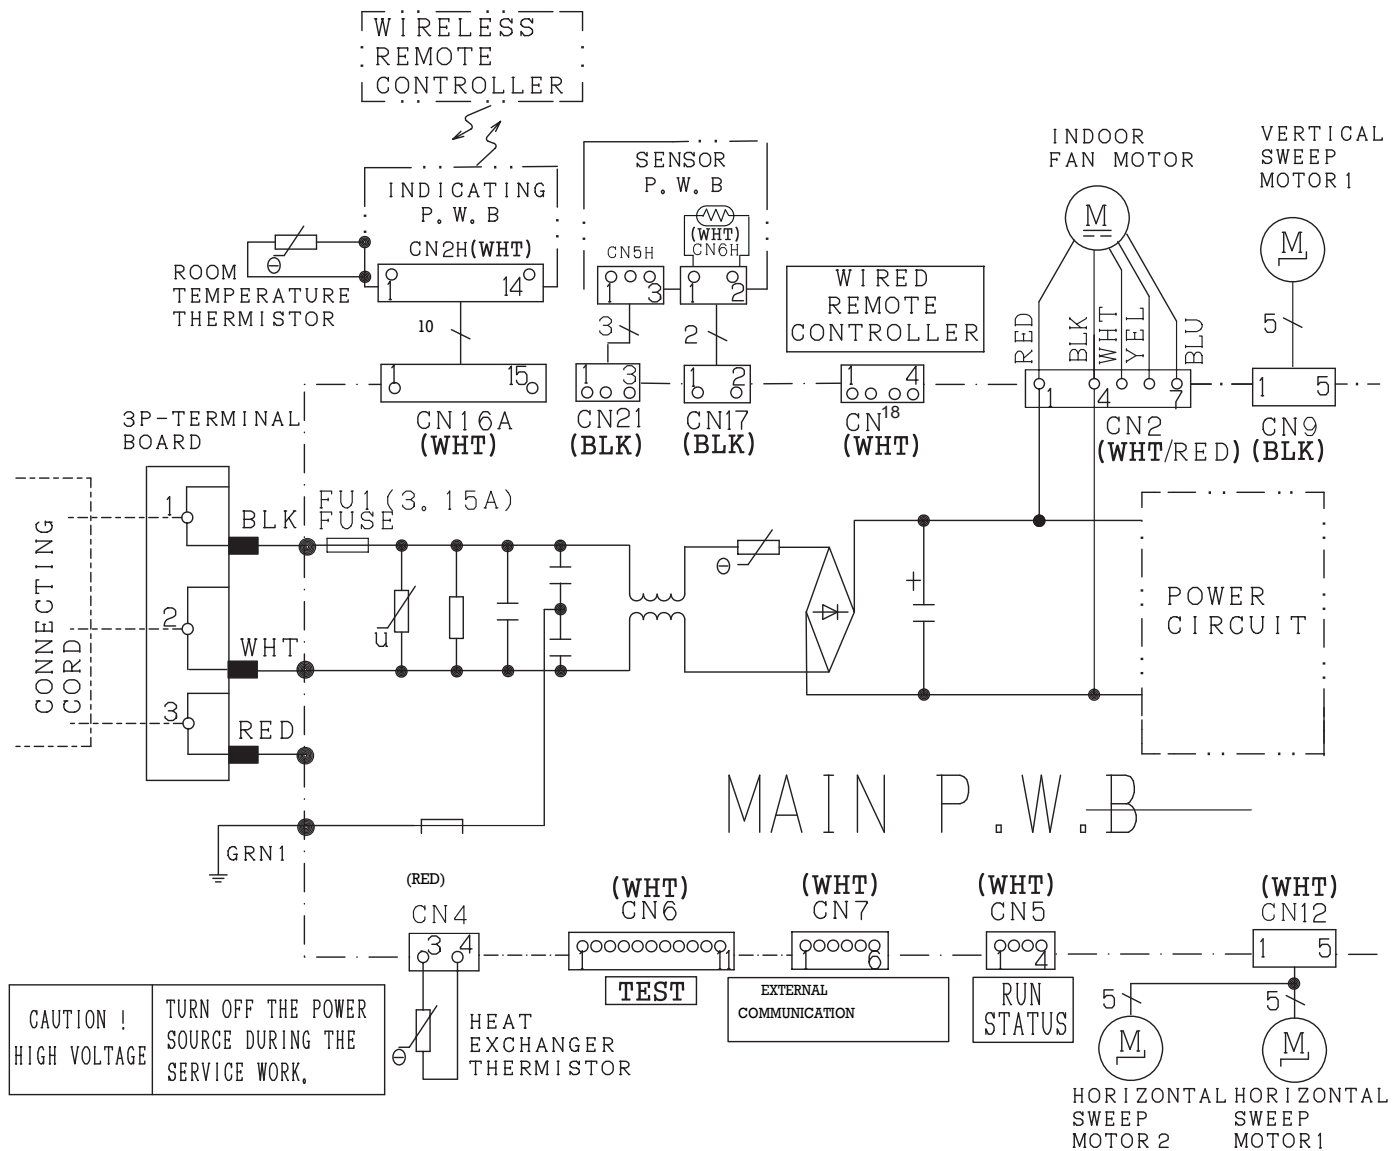 WIRELESS
REMOTE
CONTROLLER
INDICATING
P.W.B
CN2H(WHT)
1 14
ROOM
TEMPERATURE
THERMISTOR
θ
10
1 15
CN16A
(WHT)
SENSOR
P.W.B
(WHT)
CN5H CN6H
1 3 1 2
3 2
1 3 1 2
CN21 CN17
(BLK) (BLK)
WIRED
REMOTE
CONTROLLER
1 4
CN18
(WHT)
INDOOR
FAN MOTOR
M
RED BLK WHT YEL BLU
1 4 7
CN2
(WHT/RED)
VERTICAL
SWEEP
MOTOR1
M
5
1 5
CN9
(BLK)
3P-TERMINAL
BOARD
CONNECTING
CORD
1
2
3
BLK
WHT
RED
GRN1
FU1(3.15A)
FUSE
u
θ
+
POWER
CIRCUIT
MAIN P.W.B
(RED)
CN4
3 4
θ
HEAT
EXCHANGER
THERMISTOR
(WHT)
CN6
1 11
TEST
(WHT)
CN7
1 6
EXTERNAL
COMMUNICATION
(WHT)
CN5
1 4
RUN
STATUS
(WHT)
CN12
1 5
5 5
M M
HORIZONTAL
SWEEP
MOTOR2
HORIZONTAL
SWEEP
MOTOR1
CAUTION !
HIGH VOLTAGE
TURN OFF THE POWER
SOURCE DURING THE
SERVICE WORK.